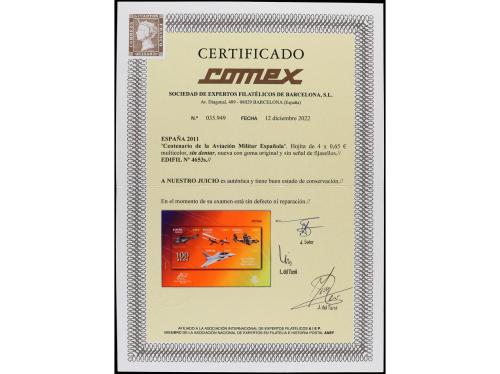 CERTIFICADO
comex
SOCIEDAD DE EXPERTOS FILATÉLICOS DE BARCELONA, S.L.
Av. Diagonal, 489 - 08029 BARCELONA (España)
N.º 035.949 FECHA 12 diciembre 2022
ESPAÑA 2011
"Centenario de la Aviación Militar Española". Hojita de 4 x 0,65 €
multicolor, sin dentar, nueva con goma original y sin señal de fijasellos.//
EDIFIL Nº 4653s.//
A NUESTRO JUICIO es auténtica y tiene buen estado de conservación.//
En el momento de su examen está sin defecto ni reparación.//
100
J. Soler
I. del Tarré
J. del Tarré
AFILIADO A LA ASOCIACIÓN INTERNACIONAL DE EXPERTOS FILATÉLICOS A.I.E.P.
MIEMBRO DE LA ASOCIACIÓN NACIONAL DE EXPERTOS EN FILATELIA E HISTORIA POSTAL ANEF